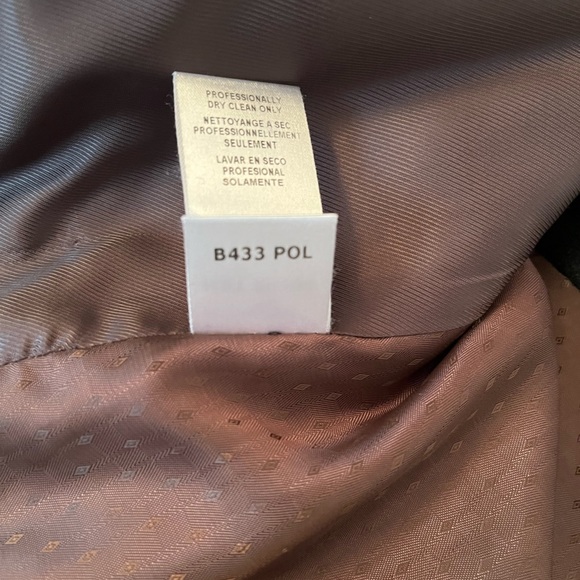 PROFESSIONALLY
DRY CLEAN ONLY
NETTOYANGE A SEC
PROFESSIONNELLEMENT
SEULEMENT
LAVAR EN SECO
PROFESIONAL
SOLAMENTE
B433 POL